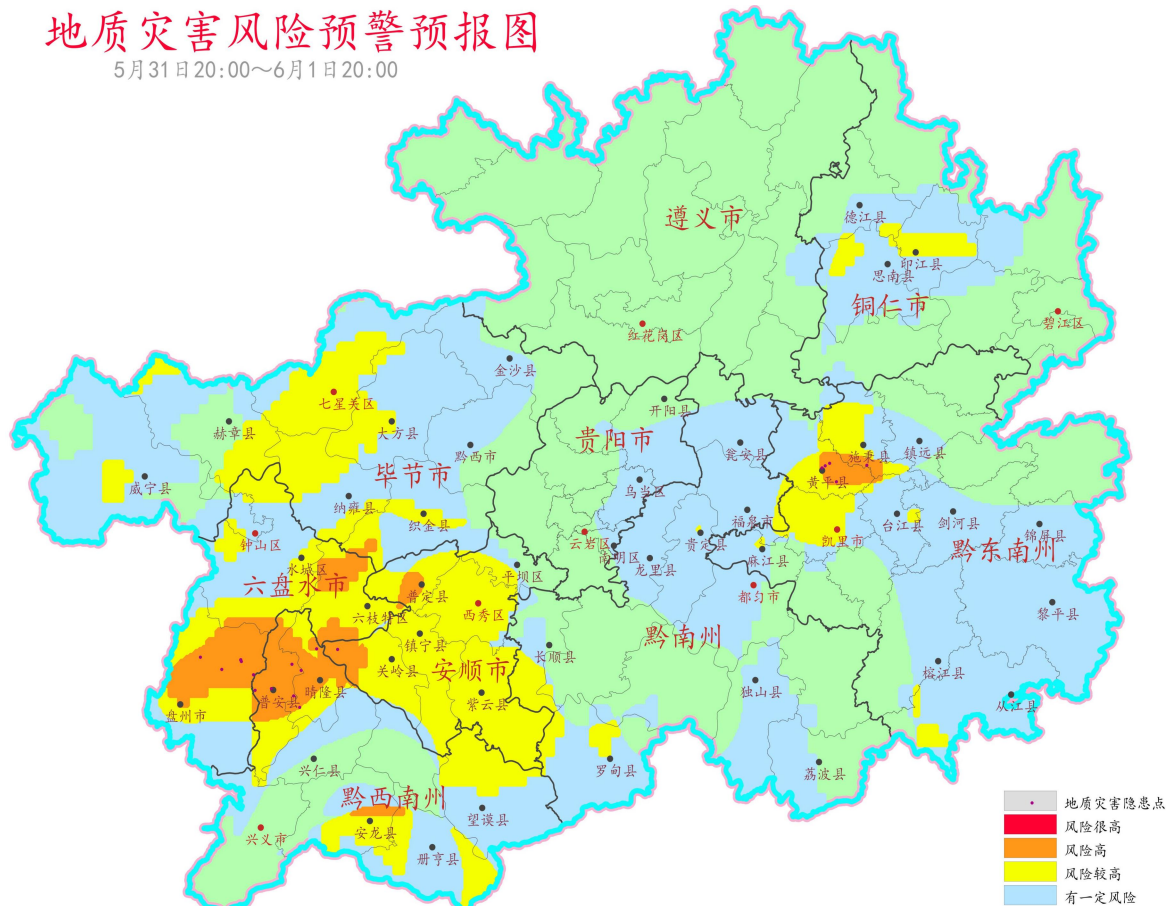 地质灾害风险预警预报图
5月31日20:00～6月1日20:00
遵义市
德江县
印江县
思南县
铜仁市
碧江区
红花岗区
金沙县
七星关区
开阳县
赫章县
大方县
贵阳市
黔西市
瓮安县
施秉县
镇远县
毕节市
威宁县
黄平县
乌当区
纳雍县
织金县
福泉市
台江县
剑河县
锦屏县
钟山区
云岩区
贵定县
凯里市
南明区
麻江县
黔东南州
水城区
平坝区
龙里县
六盘水市
普定县
都匀市
六枝特区
西秀区
黎平县
镇宁县
黔南州
长顺县
关岭县
安顺市
榕江县
晴隆县
普安县
紫云县
独山县
盘州市
从江县
兴仁县
罗甸县
荔波县
黔西南州
望谟县
安龙县
兴义市
册亨县
地质灾害隐患点
风险很高
风险高
风险较高
有一定风险